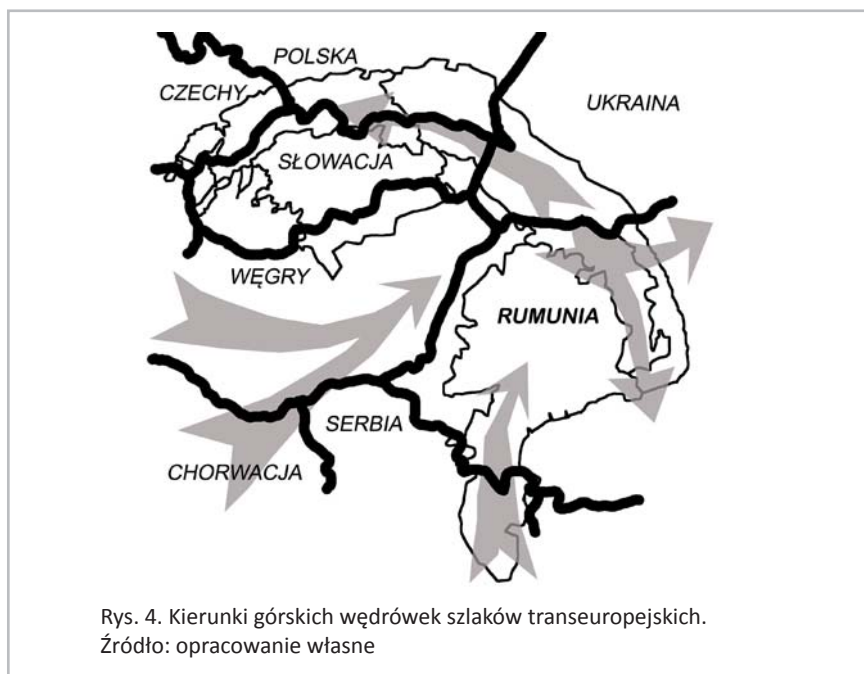 POLSKA
CZECHY
UKRAINA
SŁOWACJA
WĘGRY
RUMUNIA
SERBIA
CHORWACJA
Rys. 4. Kierunki górskich wędrówek szlaków transeuropejskich.
Źródło: opracowanie własne